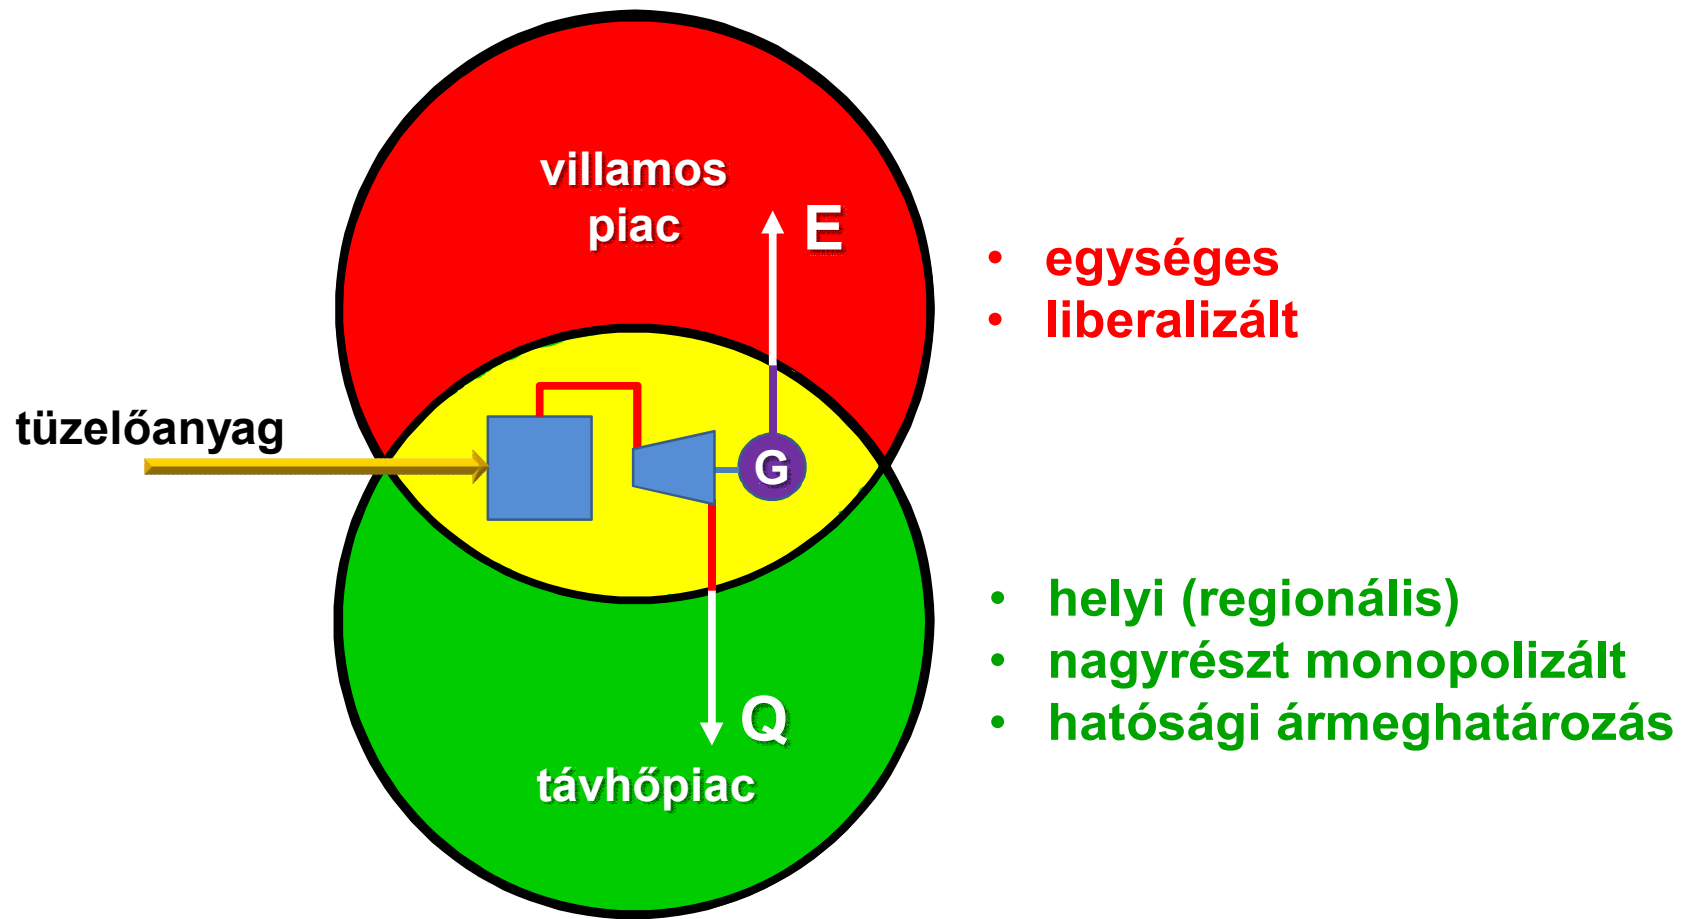 villamos
piac
E
• egységes
• liberalizált
tüzelőanyag
G
• helyi (regionális)
• nagyrészt monopolizált
• hatósági ármeghatározás
Q
távhőpiac